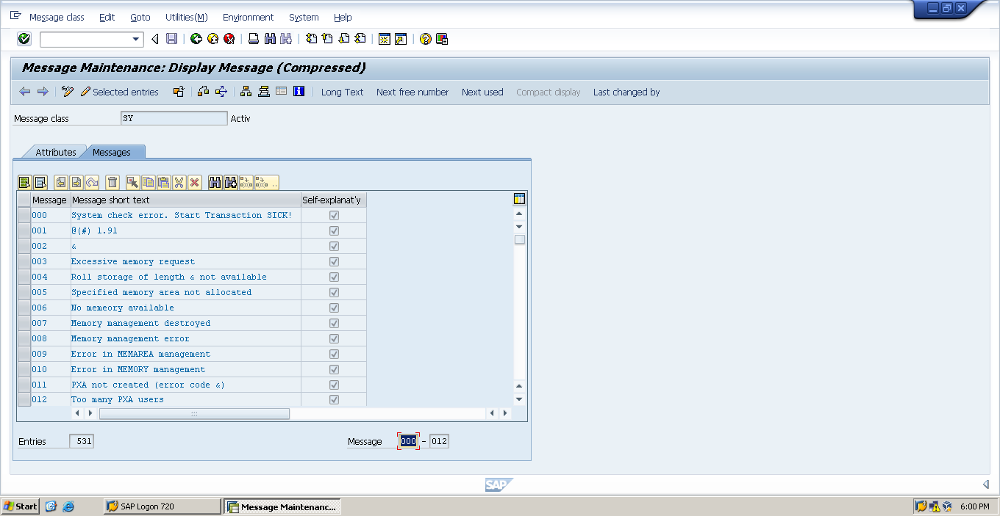 Message class Edit Goto Utilities(M) Environment System Help
Message Maintenance: Display Message (Compressed)
Selected entries Long Text Next free number Next used Compact display Last changed by
Message class SY Activ
Attributes Messages
Message Message short text Self-explanat'y
000 System check error. Start Transaction SICK!
001 @(#) 1.91
002 &
003 Excessive memory request
004 Roll storage of length & not available
005 Specified memory area not allocated
006 No memeory available
007 Memory management destroyed
008 Memory management error
009 Error in MEMAREA management
010 Error in MEMORY management
011 PXA not created (error code &)
012 Too many PXA users
Entries 531 Message 000 - 012
SAP
Start SAP Logon 720 Message Maintenanc... 6:00 PM